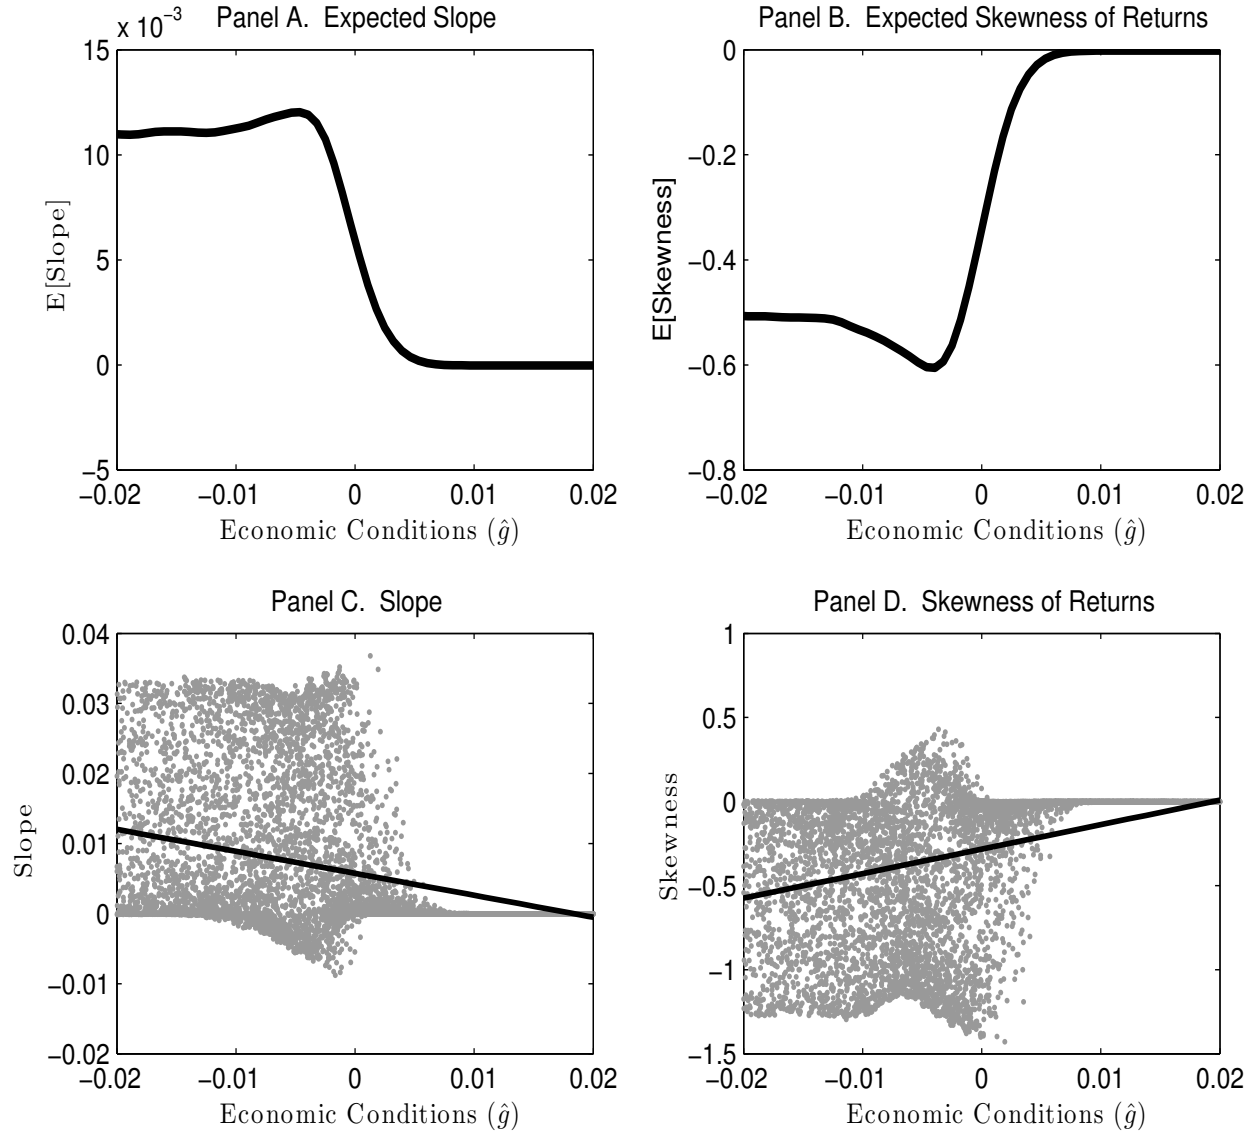 Panel A.  Expected Slope
x 10⁻³
15
10
5
0
−5
E[Slope]
−0.02 −0.01 0 0.01 0.02
Economic Conditions (ĝ)
Panel B.  Expected Skewness of Returns
0
−0.2
−0.4
−0.6
−0.8
E[Skewness]
−0.02 −0.01 0 0.01 0.02
Economic Conditions (ĝ)
Panel C.  Slope
0.04
0.03
0.02
0.01
0
−0.01
−0.02
Slope
−0.02 −0.01 0 0.01 0.02
Economic Conditions (ĝ)
Panel D.  Skewness of Returns
1
0.5
0
−0.5
−1
−1.5
Skewness
−0.02 −0.01 0 0.01 0.02
Economic Conditions (ĝ)